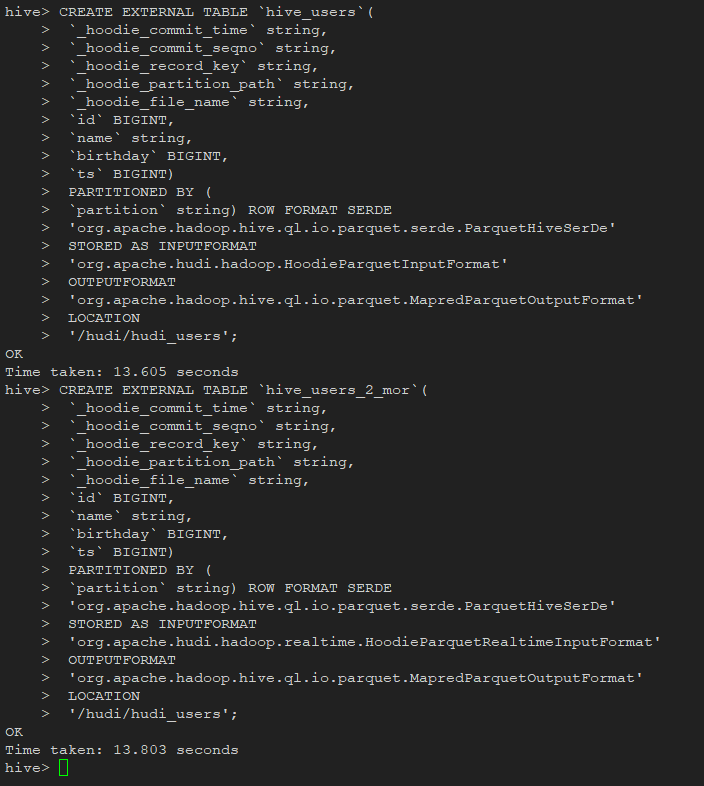 hive> CREATE EXTERNAL TABLE `hive_users`(
    >  `_hoodie_commit_time` string,
    >  `_hoodie_commit_seqno` string,
    >  `_hoodie_record_key` string,
    >  `_hoodie_partition_path` string,
    >  `_hoodie_file_name` string,
    >  `id` BIGINT,
    >  `name` string,
    >  `birthday` BIGINT,
    >  `ts` BIGINT)
    >  PARTITIONED BY (
    >  `partition` string) ROW FORMAT SERDE
    >  'org.apache.hadoop.hive.ql.io.parquet.serde.ParquetHiveSerDe'
    >  STORED AS INPUTFORMAT
    >  'org.apache.hudi.hadoop.HoodieParquetInputFormat'
    >  OUTPUTFORMAT
    >  'org.apache.hadoop.hive.ql.io.parquet.MapredParquetOutputFormat'
    >  LOCATION
    >  '/hudi/hudi_users';
OK
Time taken: 13.605 seconds
hive> CREATE EXTERNAL TABLE `hive_users_2_mor`(
    >  `_hoodie_commit_time` string,
    >  `_hoodie_commit_seqno` string,
    >  `_hoodie_record_key` string,
    >  `_hoodie_partition_path` string,
    >  `_hoodie_file_name` string,
    >  `id` BIGINT,
    >  `name` string,
    >  `birthday` BIGINT,
    >  `ts` BIGINT)
    >  PARTITIONED BY (
    >  `partition` string) ROW FORMAT SERDE
    >  'org.apache.hadoop.hive.ql.io.parquet.serde.ParquetHiveSerDe'
    >  STORED AS INPUTFORMAT
    >  'org.apache.hudi.hadoop.realtime.HoodieParquetRealtimeInputFormat'
    >  OUTPUTFORMAT
    >  'org.apache.hadoop.hive.ql.io.parquet.MapredParquetOutputFormat'
    >  LOCATION
    >  '/hudi/hudi_users';
OK
Time taken: 13.803 seconds
hive>